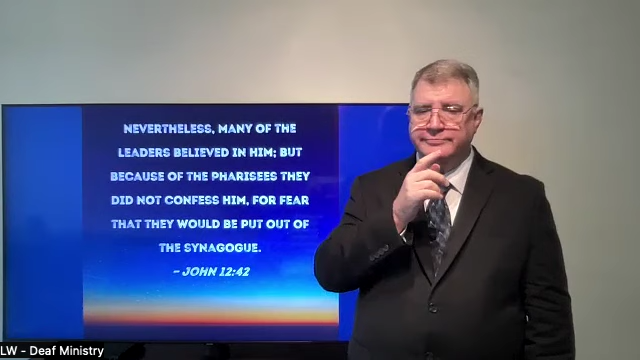 NEVERTHELESS, MANY OF THE
LEADERS BELIEVED IN HIM; BUT
BECAUSE OF THE PHARISEES THEY
DID NOT CONFESS HIM, FOR FEAR
THAT THEY WOULD BE PUT OUT OF
THE SYNAGOGUE.
– JOHN 12:42
LW - Deaf Ministry